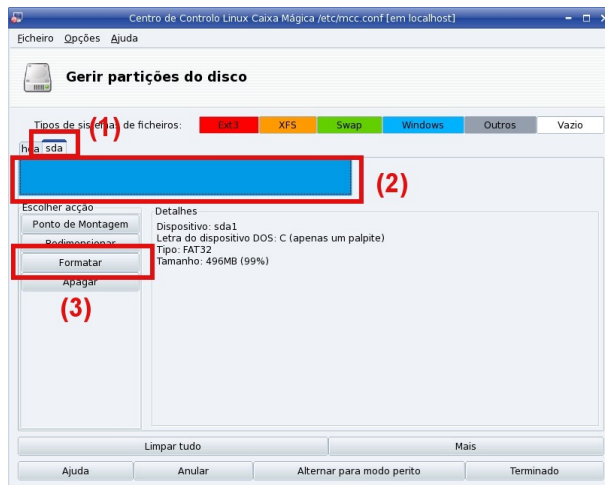 Centro de Controlo Linux Caixa Mágica /etc/mcc.conf [em localhost]
Ficheiro Opções Ajuda
Gerir partições do disco
Tipos de sistemas de ficheiros: Ext3 XFS Swap Windows Outros Vazio
(1)
hda sda
(2)
Escolher acção
Detalhes
Ponto de Montagem
Dispositivo: sda1
Letra do dispositivo DOS: C (apenas um palpite)
Redimensionar
Tipo: FAT32
Formatar
Tamanho: 496MB (99%)
Apagar
(3)
Limpar tudo Mais
Ajuda Anular Alternar para modo perito Terminado